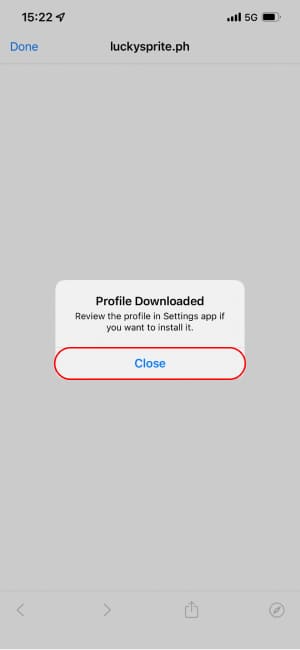 15:22 5G
Done luckysprite.ph
Profile Downloaded
Review the profile in Settings app if
you want to install it.
Close